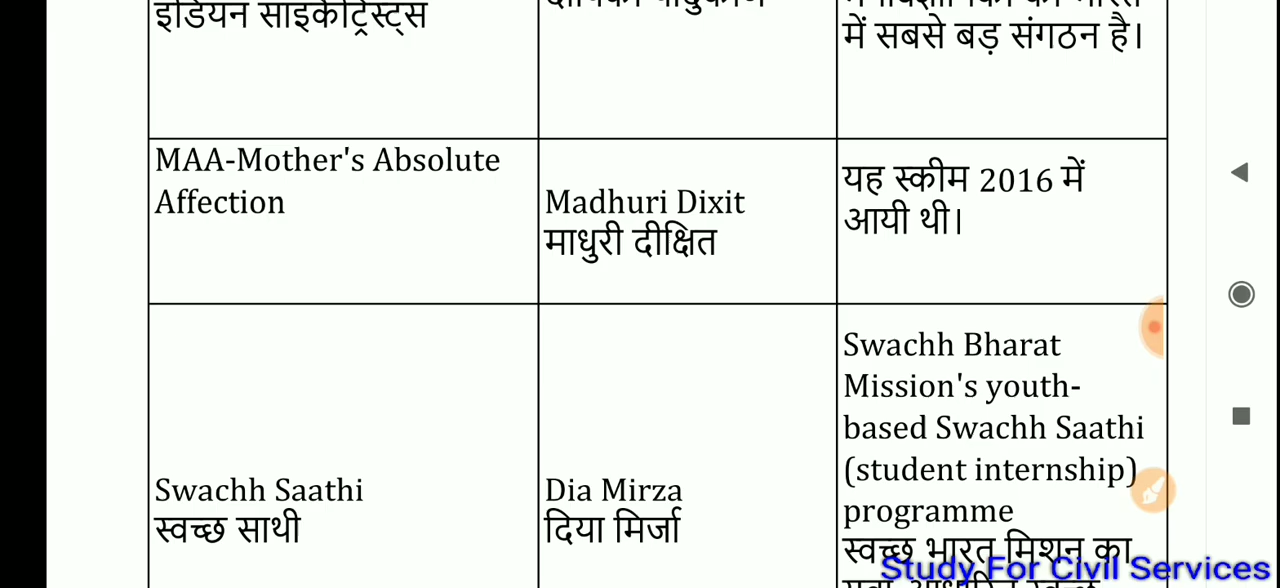 इंडियन साइकेट्रिस्ट्स
में सबसे बड़ संगठन है।
MAA-Mother's Absolute
Affection
Madhuri Dixit
माधुरी दीक्षित
यह स्कीम 2016 में
आयी थी।
Swachh Saathi
स्वच्छ साथी
Dia Mirza
दिया मिर्जा
Swachh Bharat
Mission's youth-
based Swachh Saathi
(student internship)
programme
स्वच्छ भारत मिशन का
Study For Civil Services